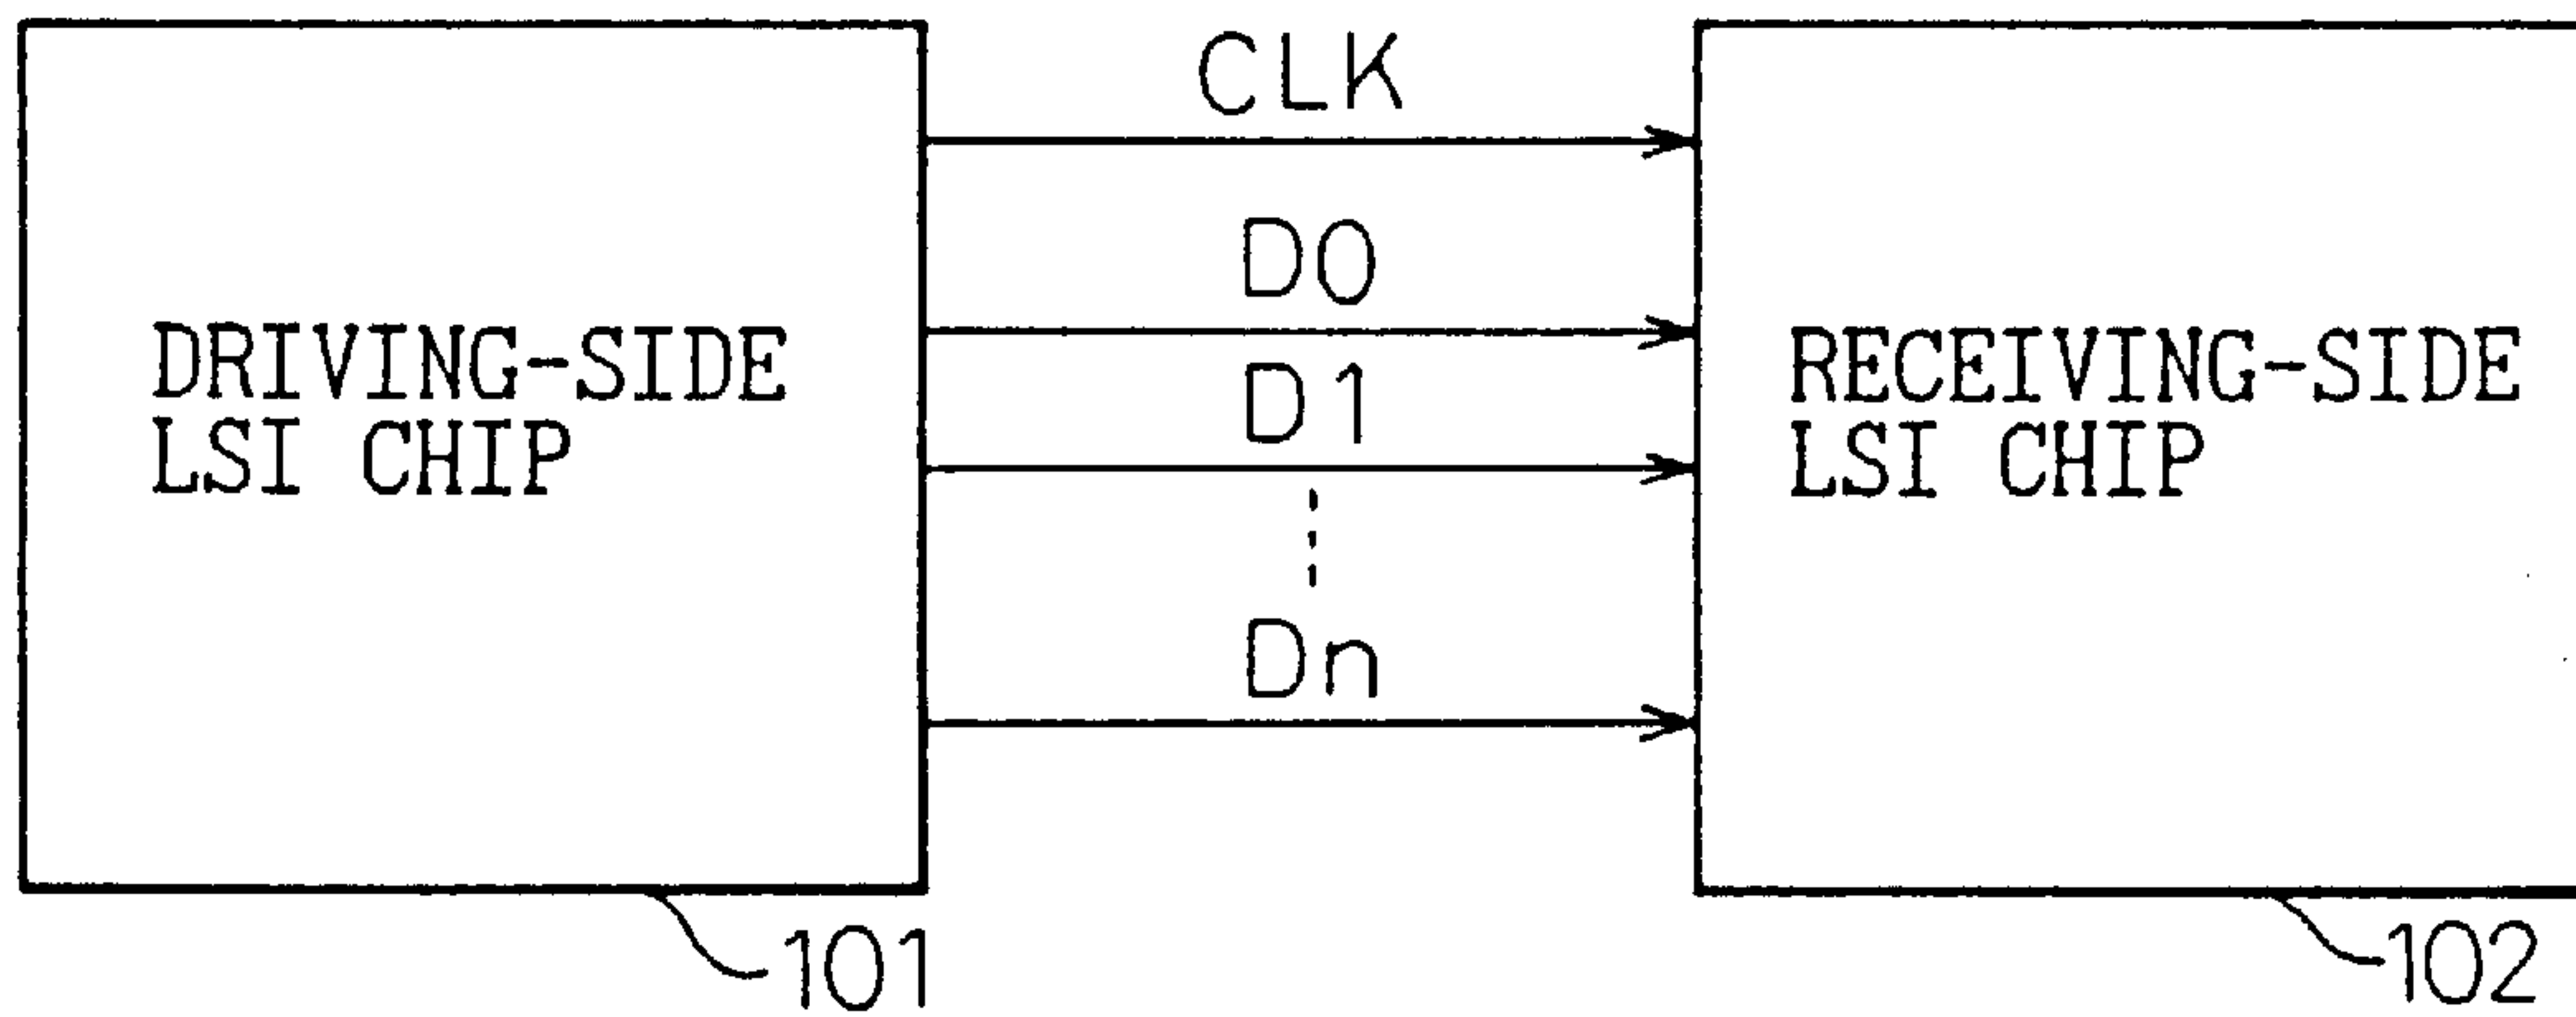 CLK
D0
D1
Dn
DRIVING-SIDE
LSI CHIP
RECEIVING-SIDE
LSI CHIP
101
102